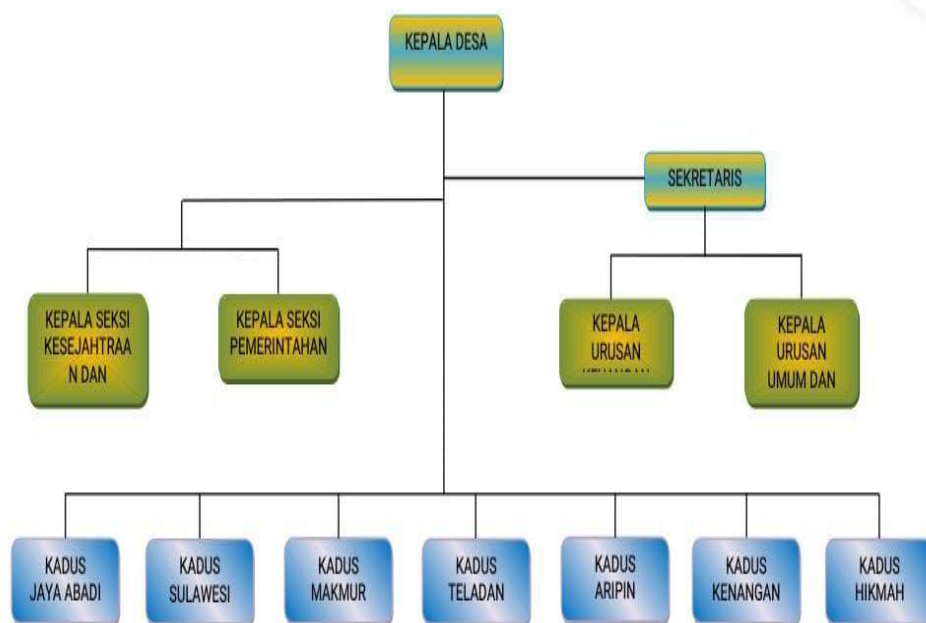 KEPALA DESA
SEKRETARIS
KEPALA SEKSI
KESEJAHTRAA
N DAN
KEPALA SEKSI
PEMERINTAHAN
KEPALA
URUSAN
KEPALA
URUSAN
UMUM DAN
KADUS
JAYA ABADI
KADUS
SULAWESI
KADUS
MAKMUR
KADUS
TELADAN
KADUS
ARIPIN
KADUS
KENANGAN
KADUS
HIKMAH